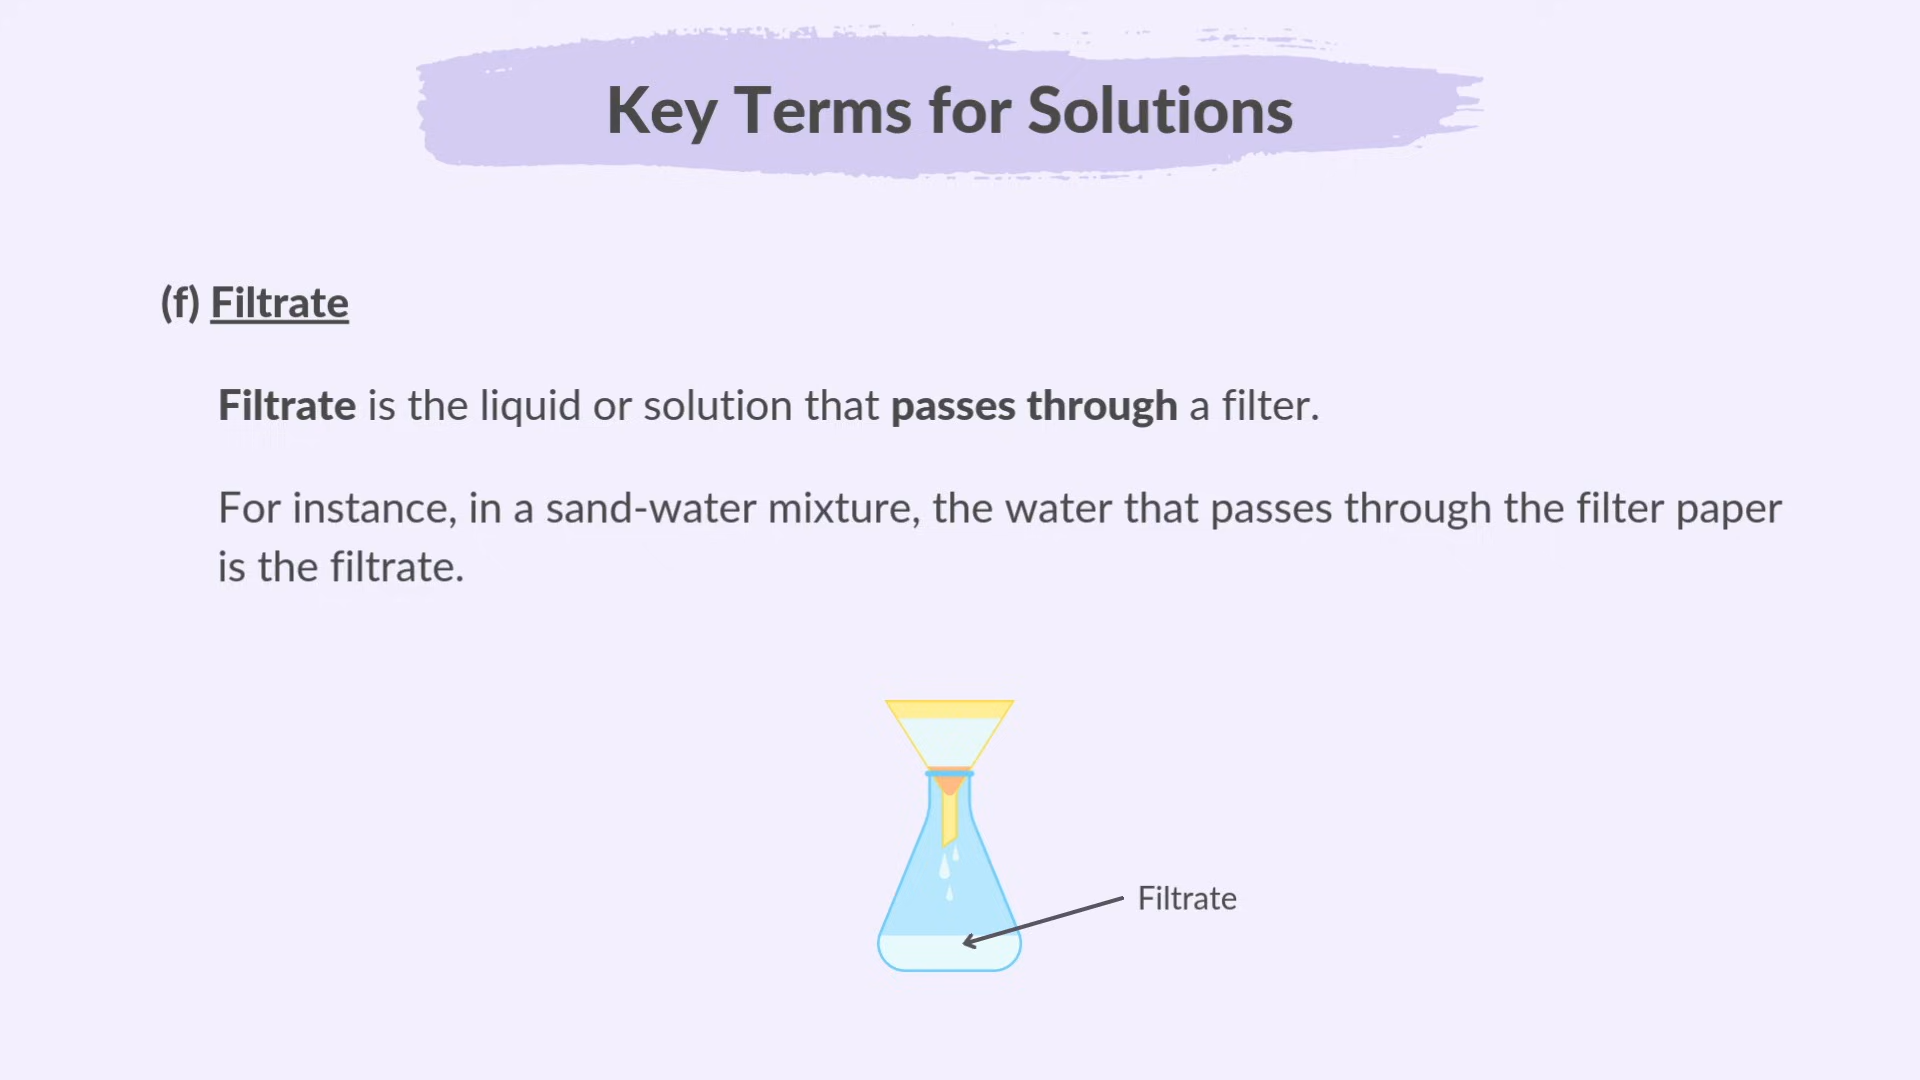 Key Terms for Solutions
(f) Filtrate
Filtrate is the liquid or solution that passes through a filter.
For instance, in a sand-water mixture, the water that passes through the filter paper
is the filtrate.
Filtrate